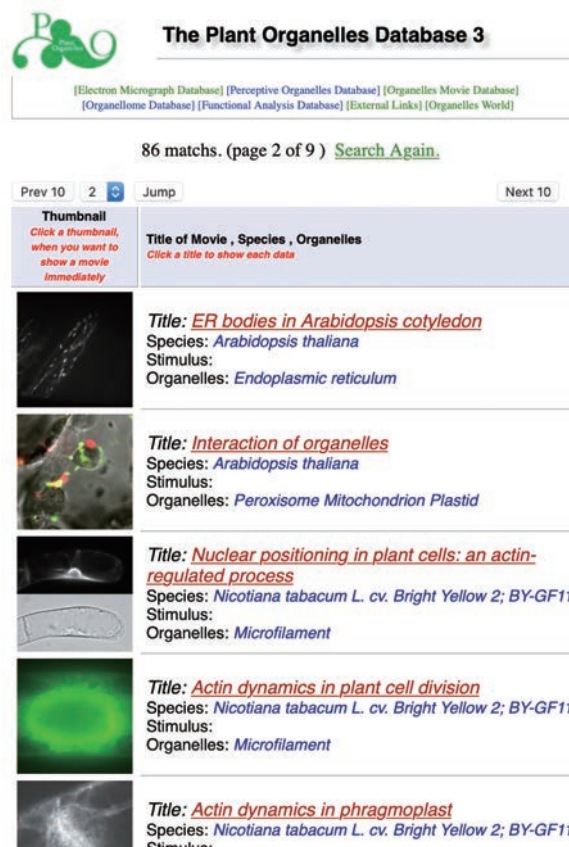 P O
Plant
Organelles
The Plant Organelles Database 3
[Electron Micrograph Database] [Perceptive Organelles Database] [Organelles Movie Database]
[Organellome Database] [Functional Analysis Database] [External Links] [Organelles World]
86 matchs. (page 2 of 9 ) Search Again.
Prev 10 2 Jump Next 10
Thumbnail
Click a thumbnail,
when you want to
show a movie
immediately
Title of Movie , Species , Organelles
Click a title to show each data
Title: ER bodies in Arabidopsis cotyledon
Species: Arabidopsis thaliana
Stimulus:
Organelles: Endoplasmic reticulum
Title: Interaction of organelles
Species: Arabidopsis thaliana
Stimulus:
Organelles: Peroxisome Mitochondrion Plastid
Title: Nuclear positioning in plant cells: an actin-
regulated process
Species: Nicotiana tabacum L. cv. Bright Yellow 2; BY-GF11
Stimulus:
Organelles: Microfilament
Title: Actin dynamics in plant cell division
Species: Nicotiana tabacum L. cv. Bright Yellow 2; BY-GF11
Stimulus:
Organelles: Microfilament
Title: Actin dynamics in phragmoplast
Species: Nicotiana tabacum L. cv. Bright Yellow 2; BY-GF11
Stimulus: